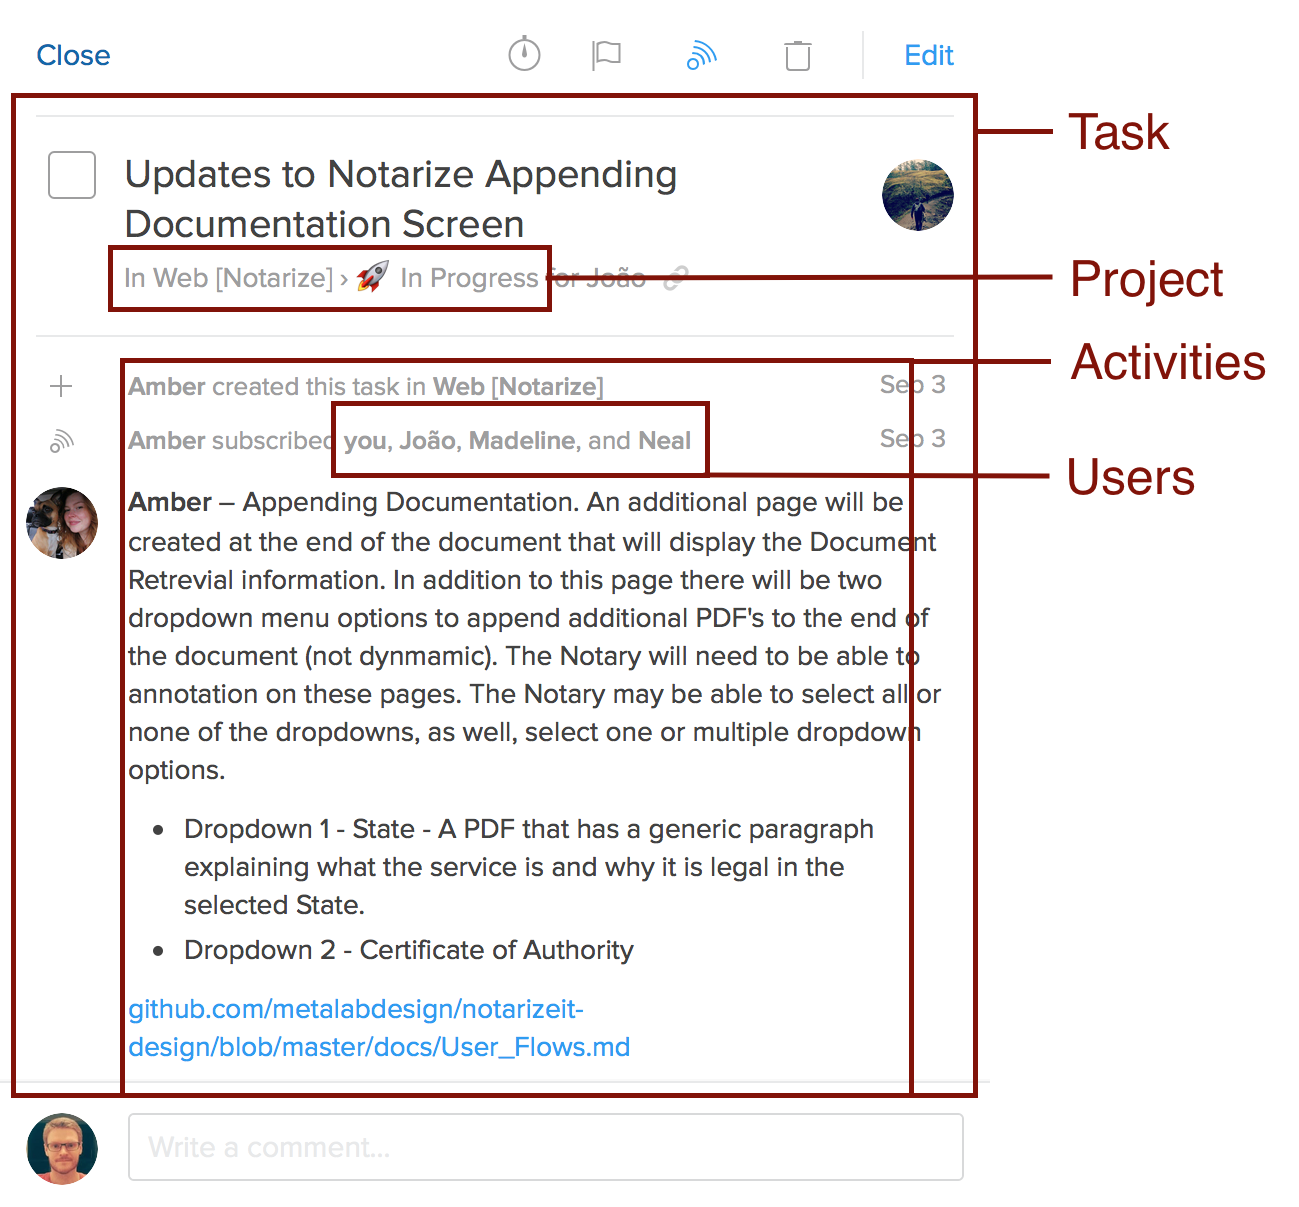 Close
Edit
Task
Updates to Notarize Appending
Documentation Screen
In Web [Notarize] › 🚀 In Progress for João
Project
Activities
Amber created this task in Web [Notarize] Sep 3
Amber subscribed you, João, Madeline, and Neal Sep 3
Users
Amber – Appending Documentation. An additional page will be
created at the end of the document that will display the Document
Retrevial information. In addition to this page there will be two
dropdown menu options to append additional PDF's to the end of
the document (not dynmamic). The Notary will need to be able to
annotation on these pages. The Notary may be able to select all or
none of the dropdowns, as well, select one or multiple dropdown
options.
• Dropdown 1 - State - A PDF that has a generic paragraph
explaining what the service is and why it is legal in the
selected State.
• Dropdown 2 - Certificate of Authority
github.com/metalabdesign/notarizeit-
design/blob/master/docs/User_Flows.md
Write a comment...